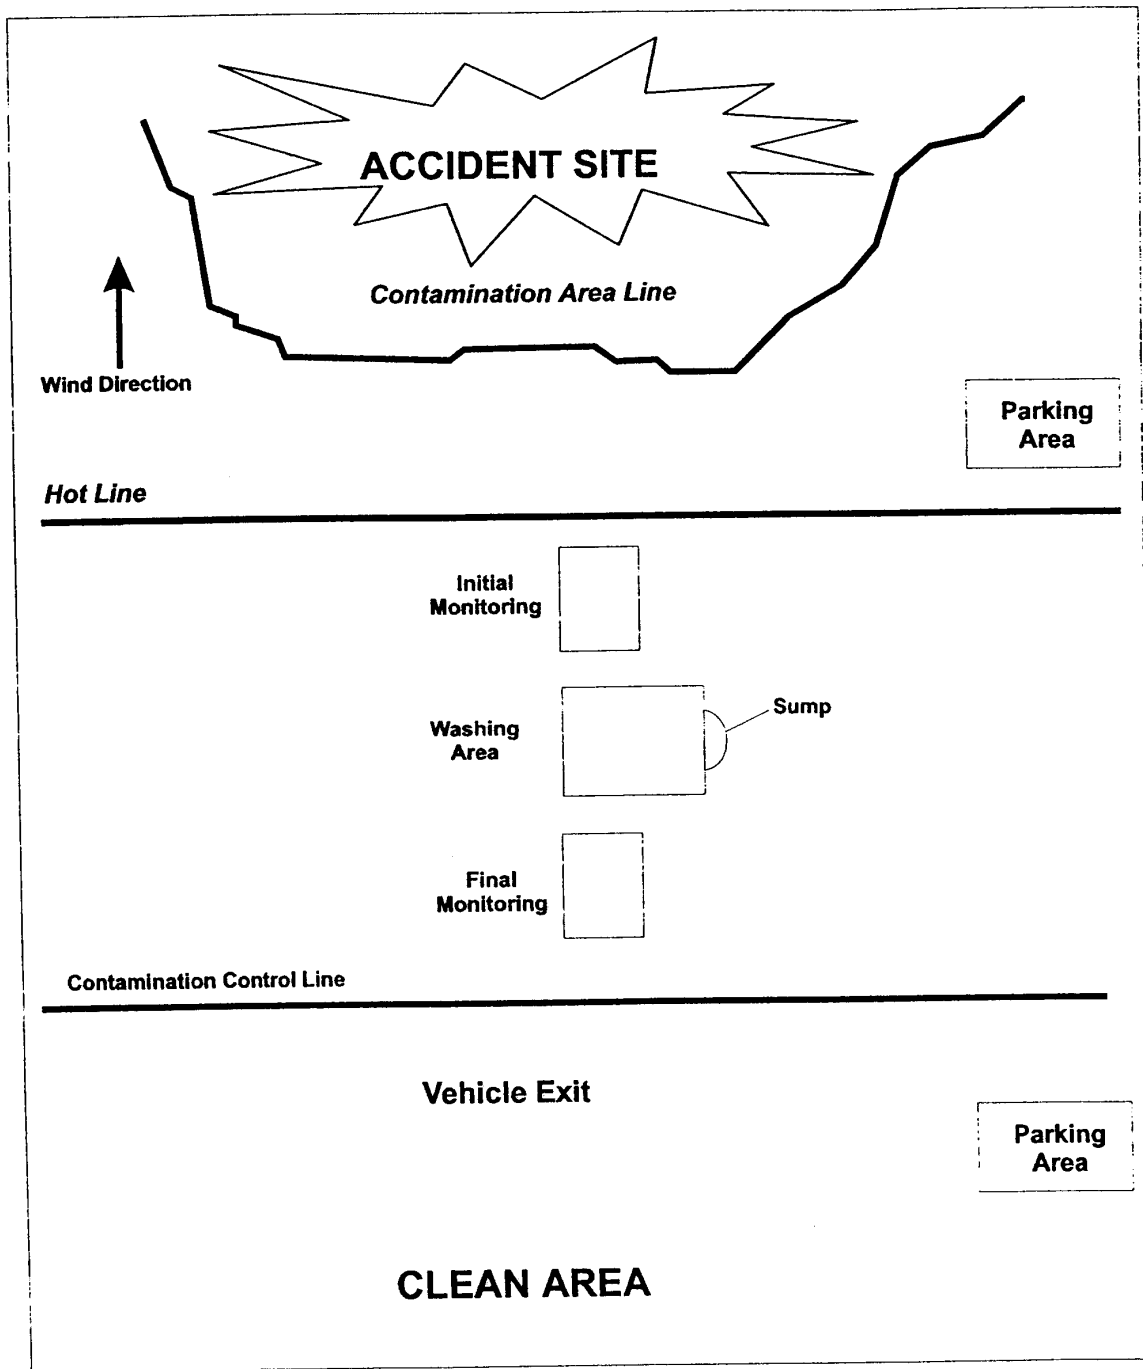 ACCIDENT SITE
Contamination Area Line
Wind Direction
Parking
Area
Hot Line
Initial
Monitoring
Sump
Washing
Area
Final
Monitoring
Contamination Control Line
Vehicle Exit
Parking
Area
CLEAN AREA